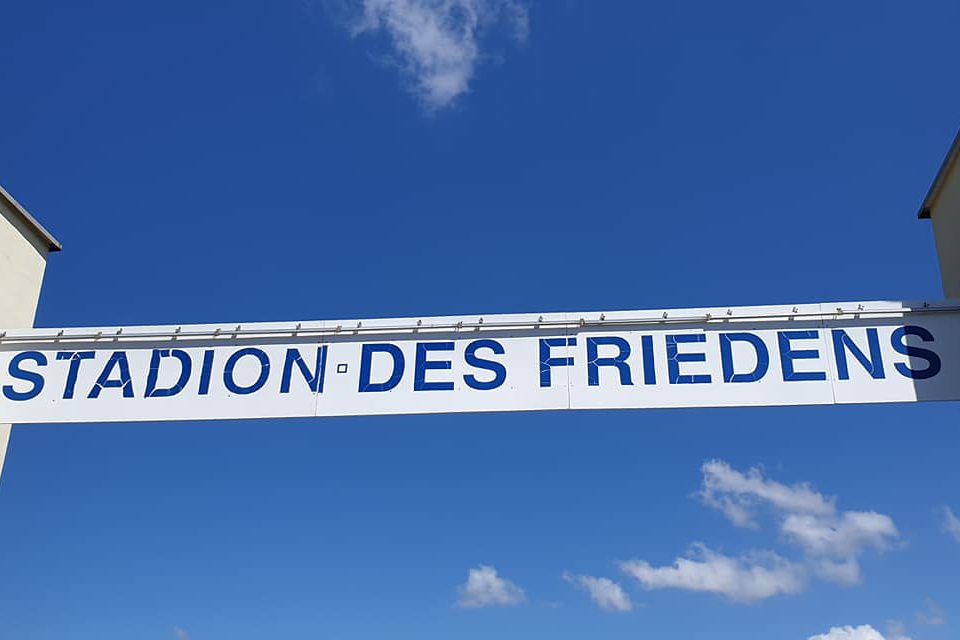 STADION DES FRIEDENS